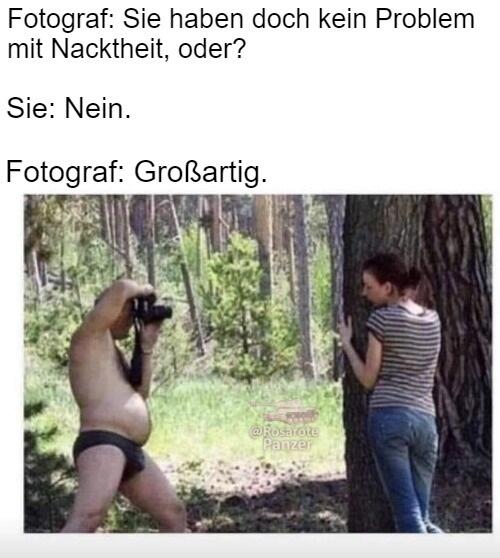 Fotograf: Sie haben doch kein Problem
mit Nacktheit, oder?
Sie: Nein.
Fotograf: Großartig.
@Rosarote
Panzer